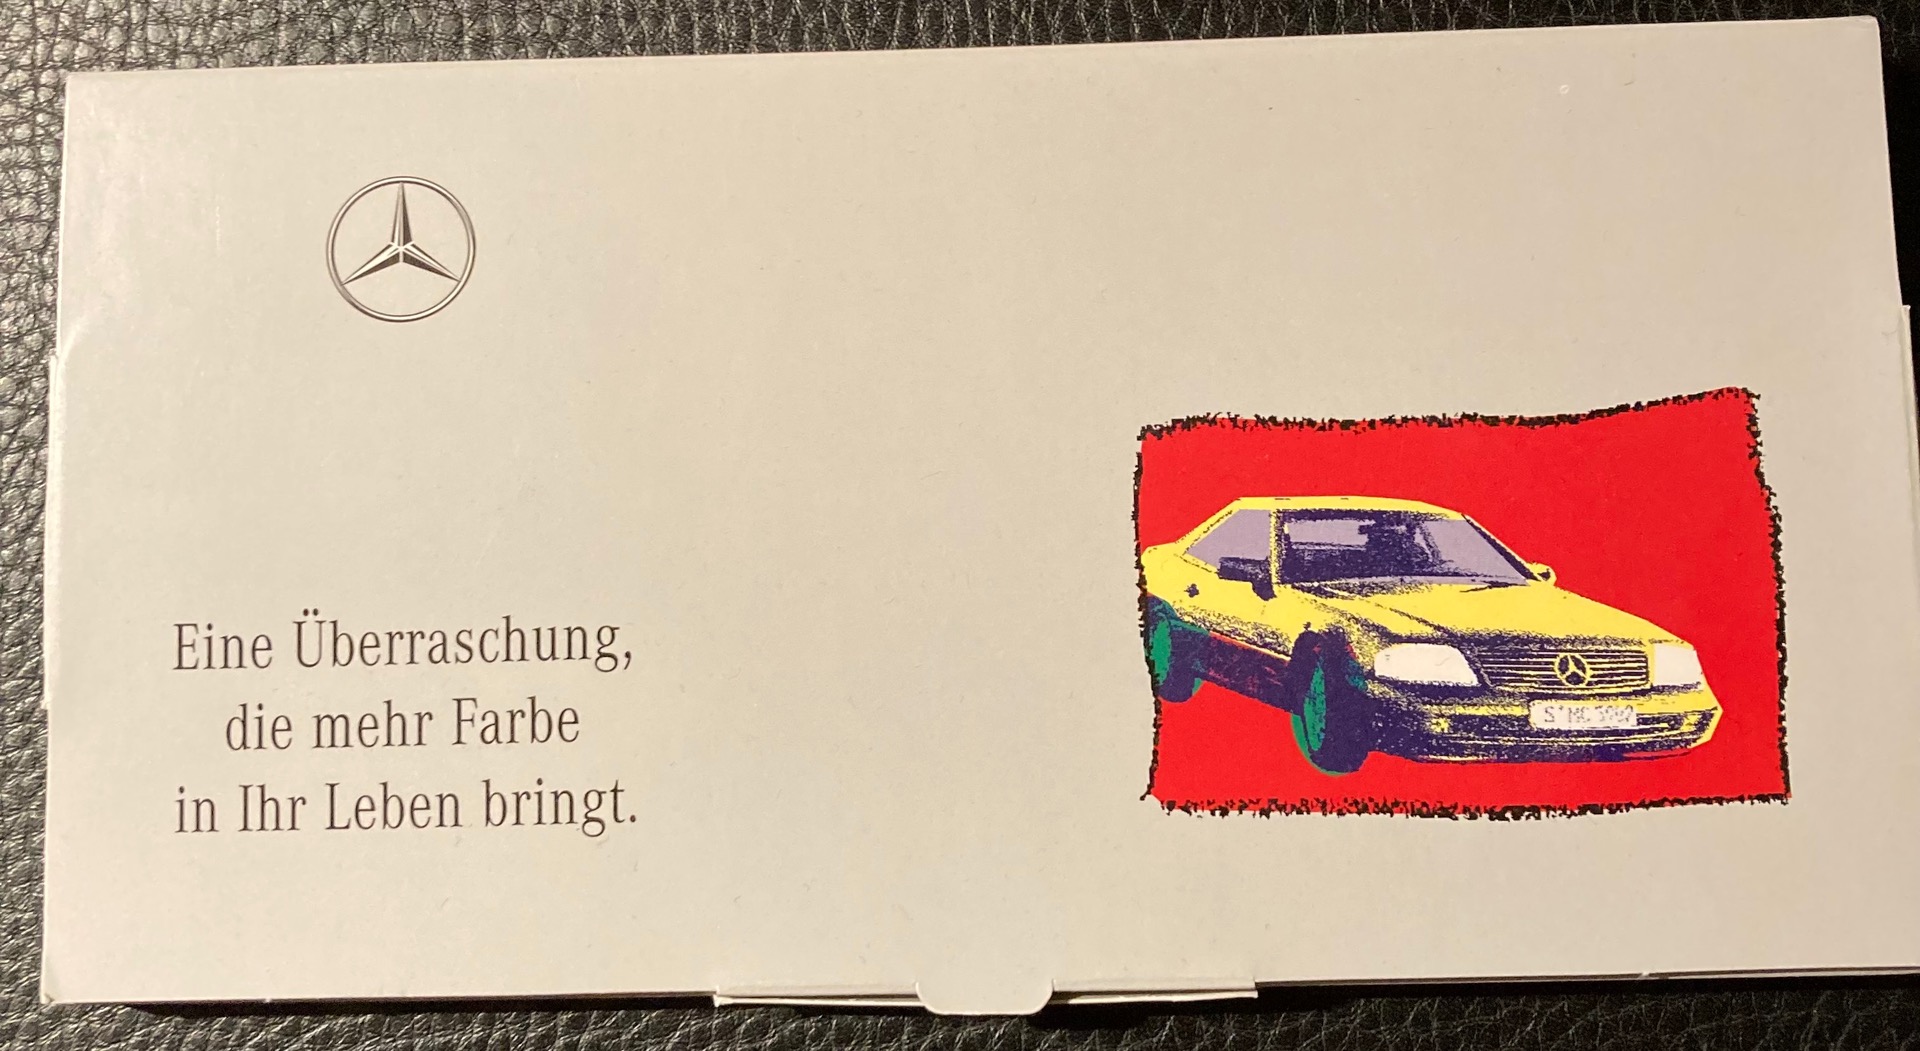 Eine Überraschung,
die mehr Farbe
in Ihr Leben bringt.